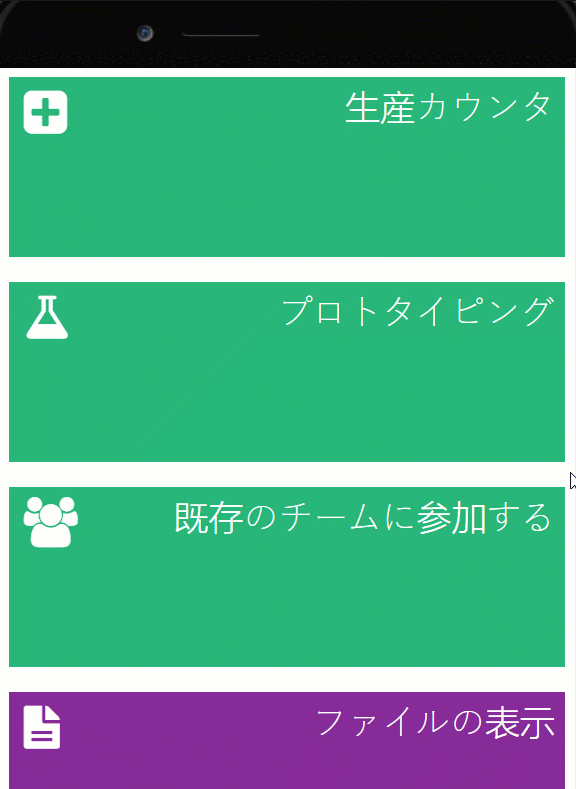 生産カウンタ
プロトタイピング
既存のチームに参加する
ファイルの表示